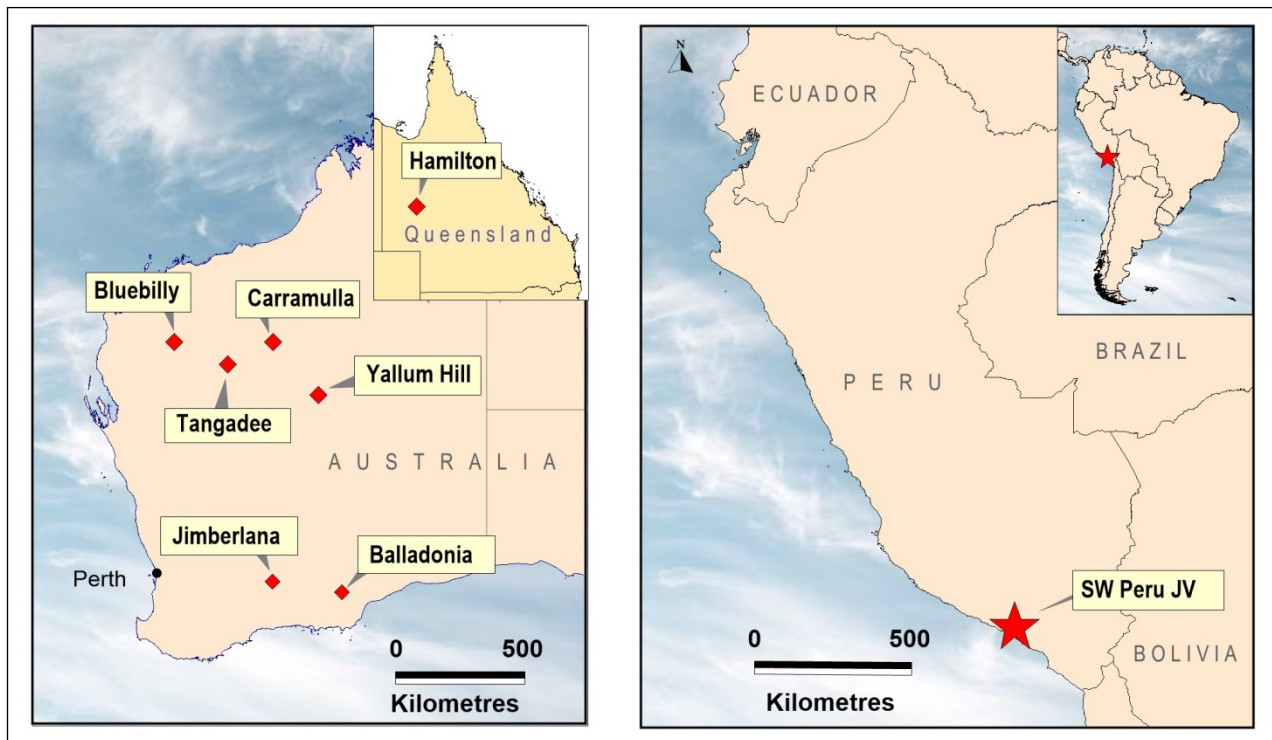 Hamilton
Queensland
Bluebilly
Carramulla
Yallum Hill
Tangadee
AUSTRALIA
Jimberlana
Balladonia
Perth
0 500
Kilometres
N
ECUADOR
PERU
BRAZIL
SW Peru JV
0 500
BOLIVIA
Kilometres